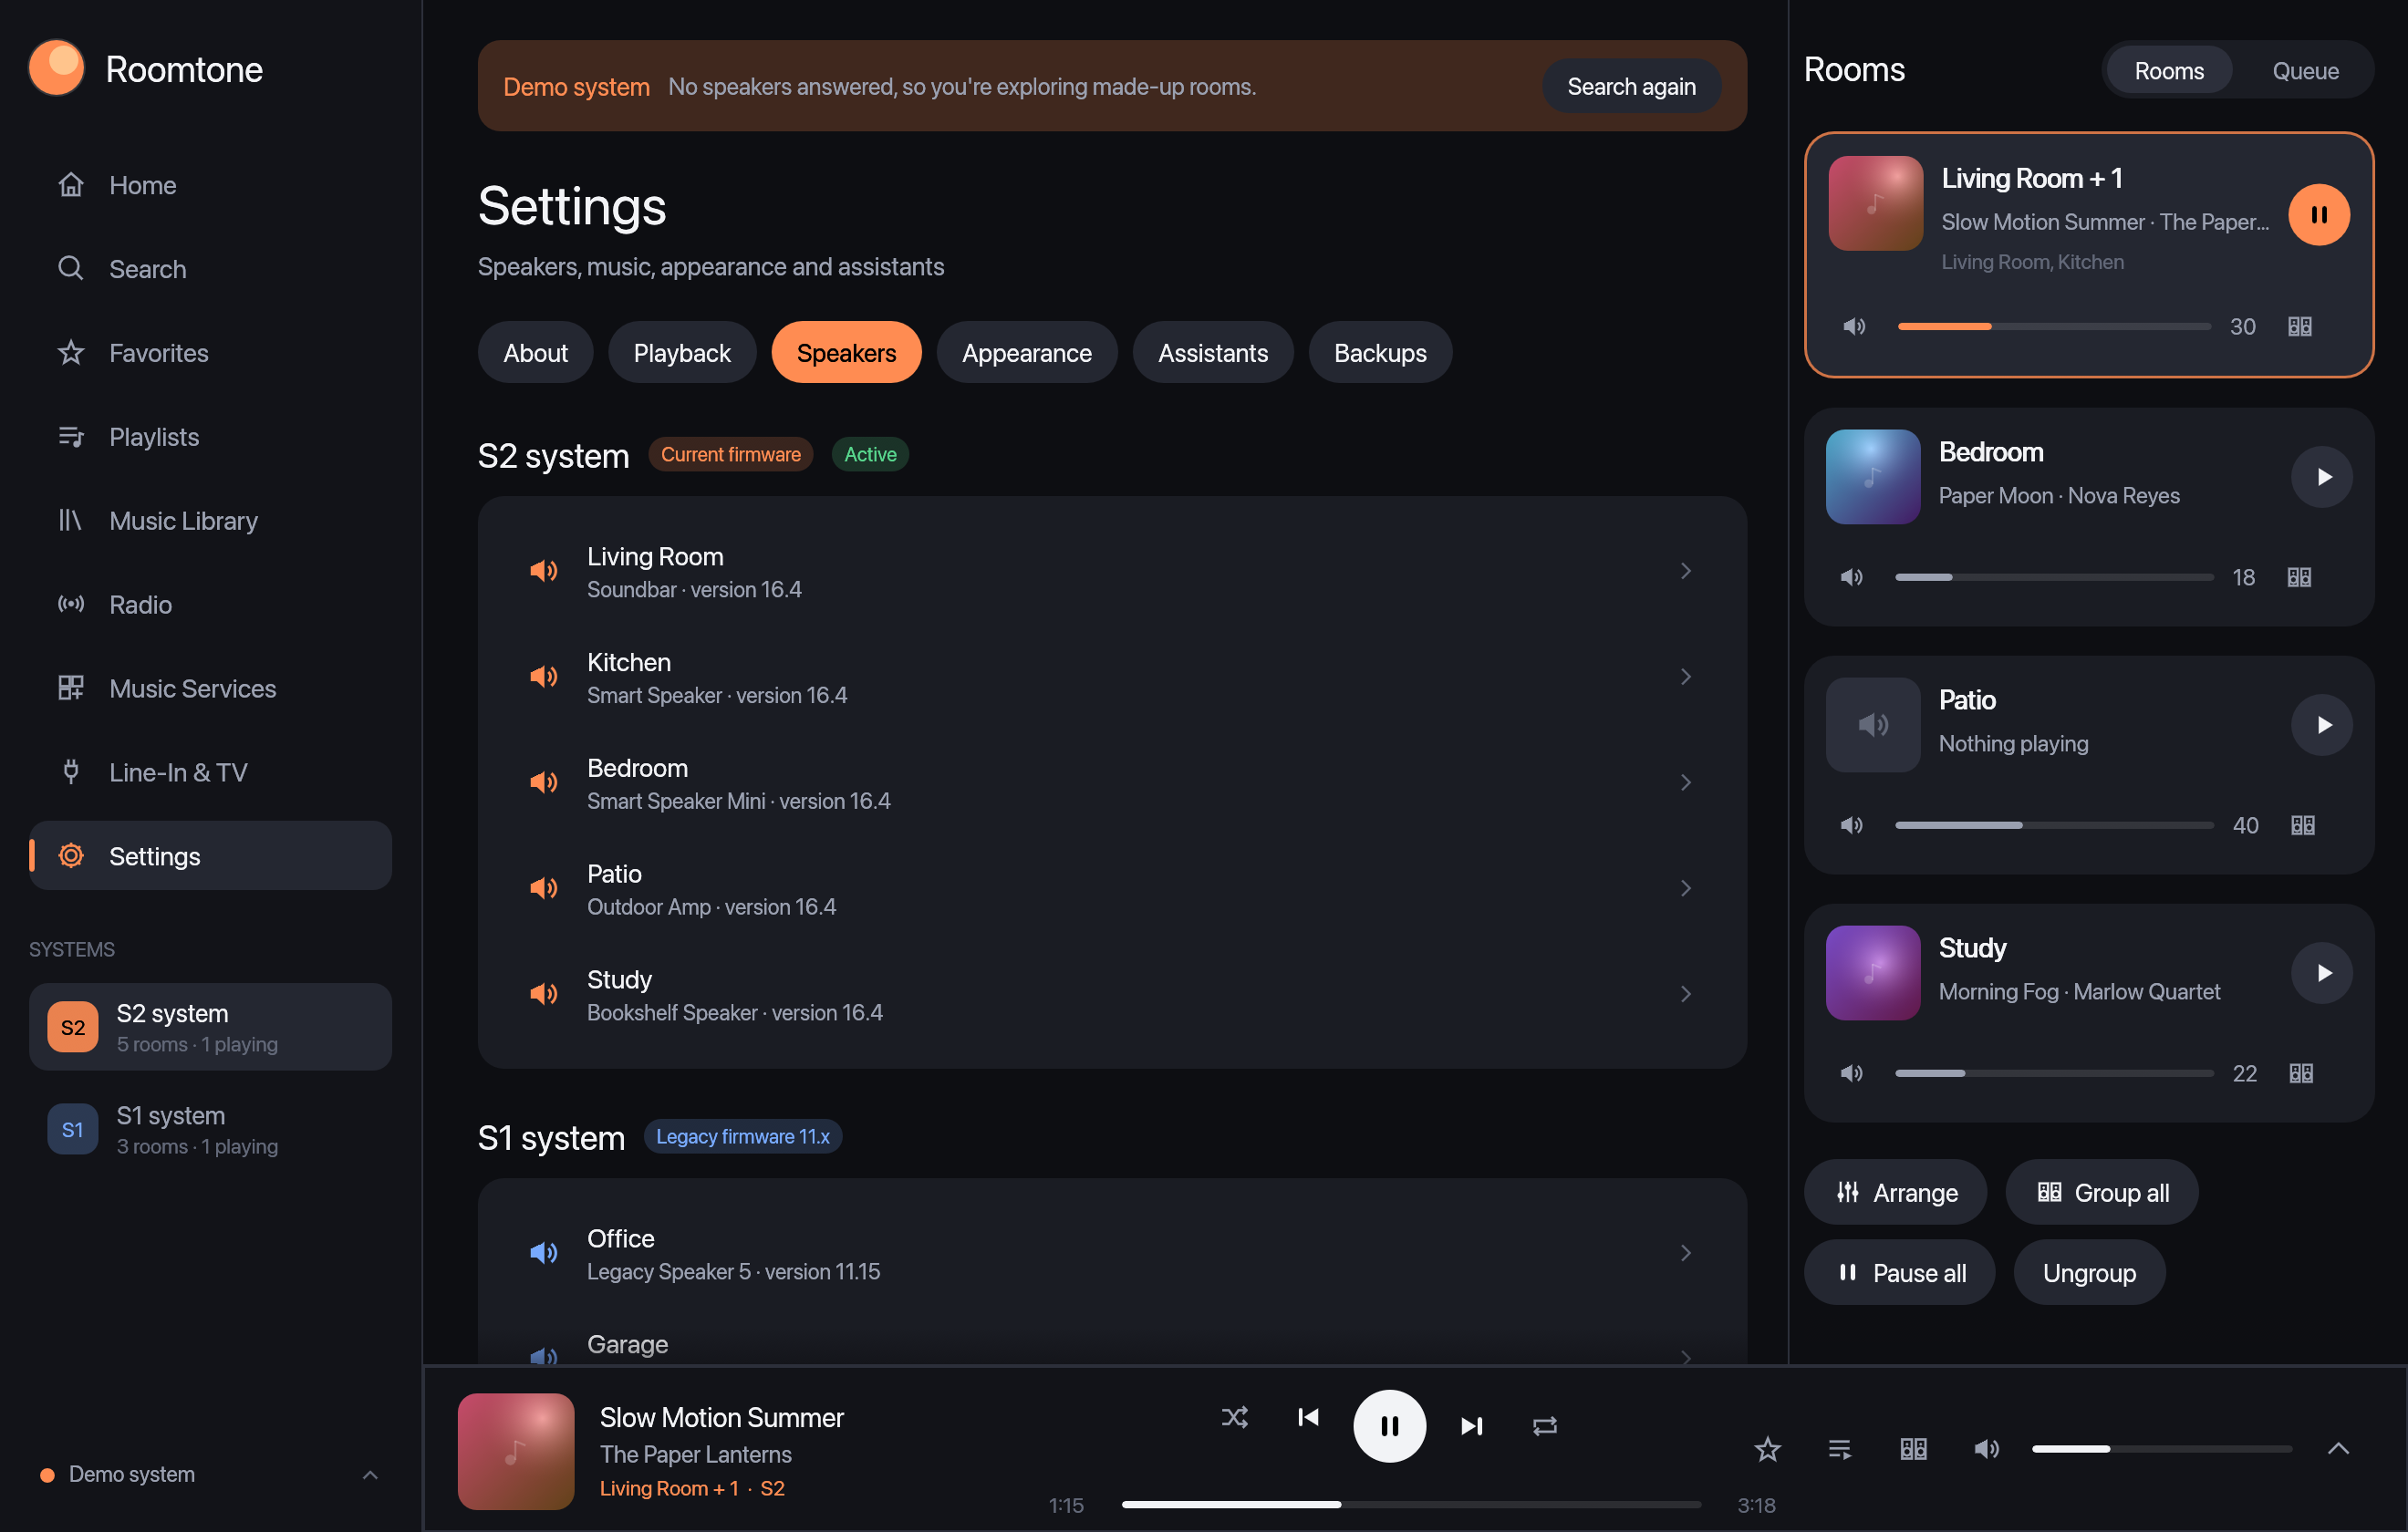 Roomtone
Home
Search
Favorites
Playlists
Music Library
Radio
Music Services
Line-In & TV
Settings
SYSTEMS
S2
S2 system
5 rooms · 1 playing
S1
S1 system
3 rooms · 1 playing
Demo system
Demo system No speakers answered, so you're exploring made-up rooms. Search again
Settings
Speakers, music, appearance and assistants
About Playback Speakers Appearance Assistants Backups
S2 system Current firmware Active
Living Room
Soundbar · version 16.4
Kitchen
Smart Speaker · version 16.4
Bedroom
Smart Speaker Mini · version 16.4
Patio
Outdoor Amp · version 16.4
Study
Bookshelf Speaker · version 16.4
S1 system Legacy firmware 11.x
Office
Legacy Speaker 5 · version 11.15
Garage
Rooms Rooms Queue
Living Room + 1
Slow Motion Summer · The Paper...
Living Room, Kitchen
30
Bedroom
Paper Moon · Nova Reyes
18
Patio
Nothing playing
40
Study
Morning Fog · Marlow Quartet
22
Arrange Group all
Pause all Ungroup
Slow Motion Summer
The Paper Lanterns
Living Room + 1 · S2
1:15 3:18